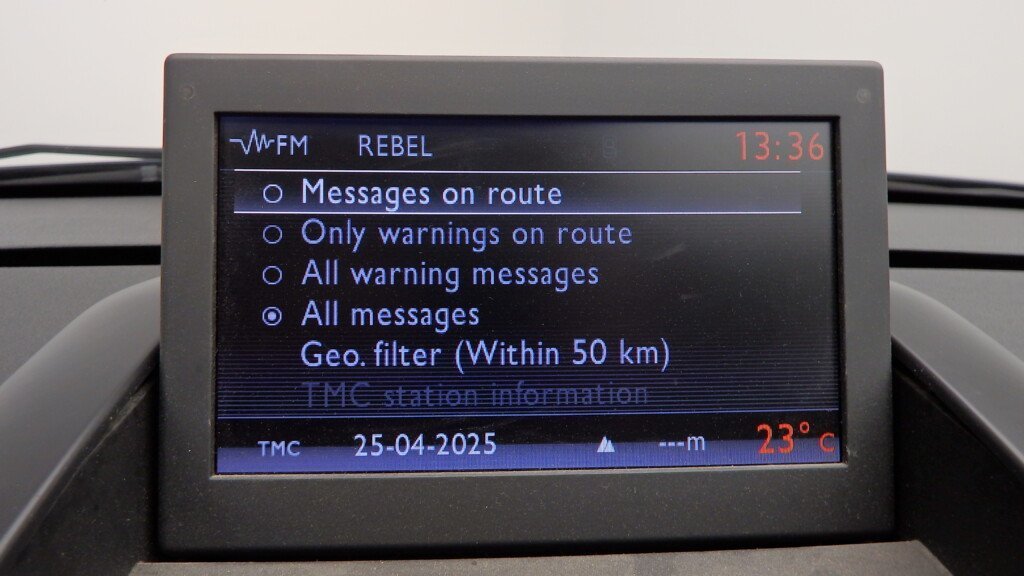 FM REBEL 13:36
Messages on route
Only warnings on route
All warning messages
All messages
Geo. filter (Within 50 km)
TMC station information
TMC 25-04-2025 ---m 23° C